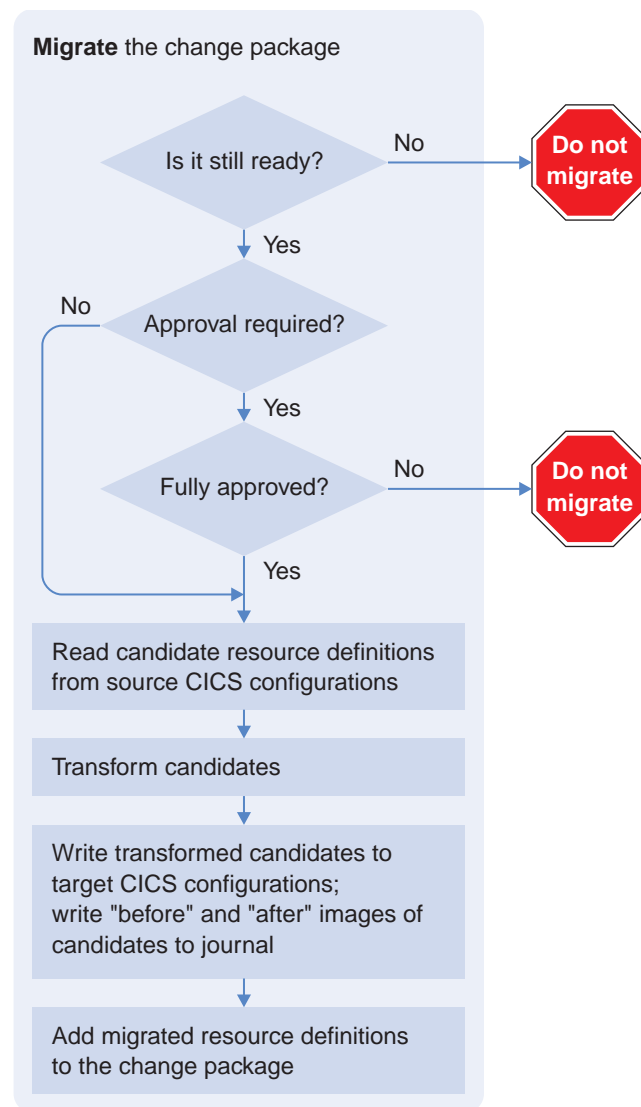 Migrate the change package
Is it still ready?
No
Do not
migrate
Yes
No
Approval required?
Yes
Fully approved?
No
Do not
migrate
Yes
Read candidate resource definitions
from source CICS configurations
Transform candidates
Write transformed candidates to
target CICS configurations;
write "before" and "after" images of
candidates to journal
Add migrated resource definitions
to the change package